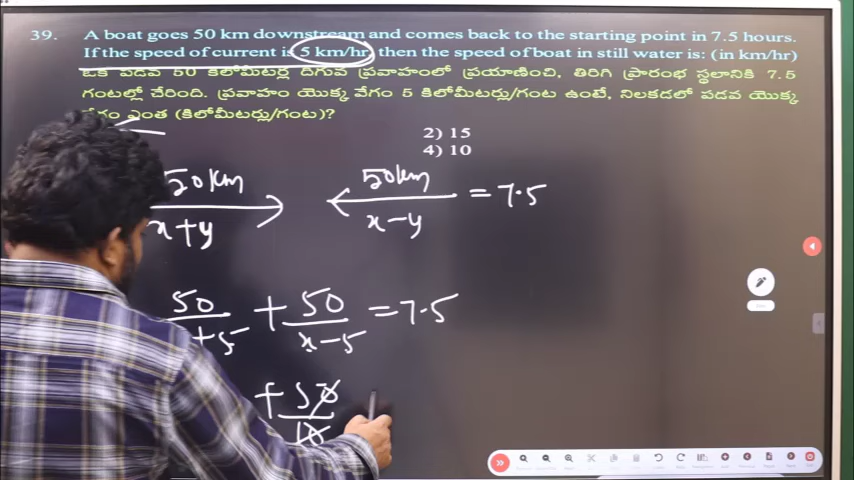 39. A boat goes 50 km downstream and comes back to the starting point in 7.5 hours.
If the speed of current is 5 km/hr, then the speed of boat in still water is: (in km/hr)
ఒక పడవ 50 కిలోమీటర్ల దిగువ ప్రవాహంలో ప్రయాణించి, తిరిగి ప్రారంభ స్థలానికి 7.5
గంటల్లో చేరింది. ప్రవాహం యొక్క వేగం 5 కిలోమీటర్లు/గంట ఉంటే, నిలకడలో పడవ యొక్క
వేగం ఎంత (కిలోమీటర్లు/గంట)?
2) 15
4) 10
50km 50km
x+y x-y = 7.5
50 + 50 = 7.5
+5 x-5
+ 50
10